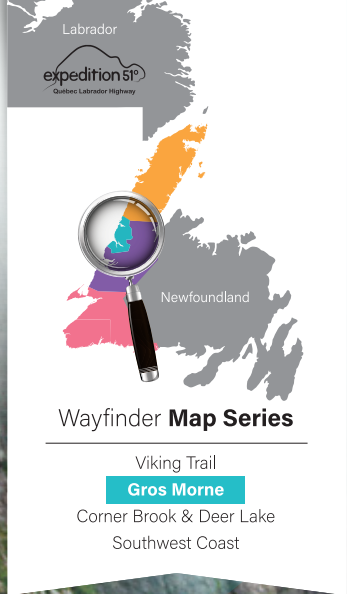 Labrador
expedition 51º
Québec Labrador Highway
Newfoundland
Wayfinder Map Series
Viking Trail
Gros Morne
Corner Brook & Deer Lake
Southwest Coast